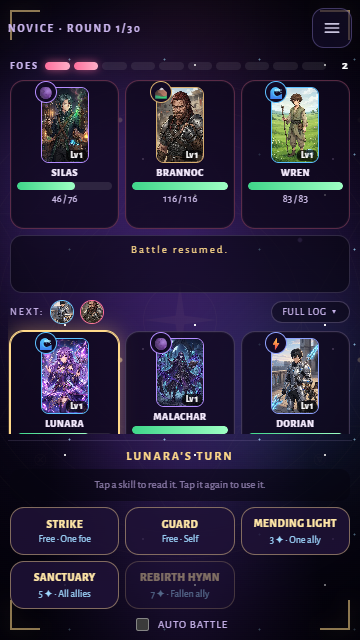 NOVICE · ROUND 1/30
FOES 2
Lv1 Lv1 Lv1
SILAS BRANNOC WREN
46/76 116/116 83/83
Battle resumed.
NEXT: FULL LOG ▼
Lv1 Lv1 Lv1
LUNARA MALACHAR DORIAN
LUNARA'S TURN
Tap a skill to read it. Tap it again to use it.
STRIKE GUARD MENDING LIGHT
Free · One foe Free · Self 3 ✦ · One ally
SANCTUARY REBIRTH HYMN
5 ✦ · All allies 7 ✦ · Fallen ally
AUTO BATTLE